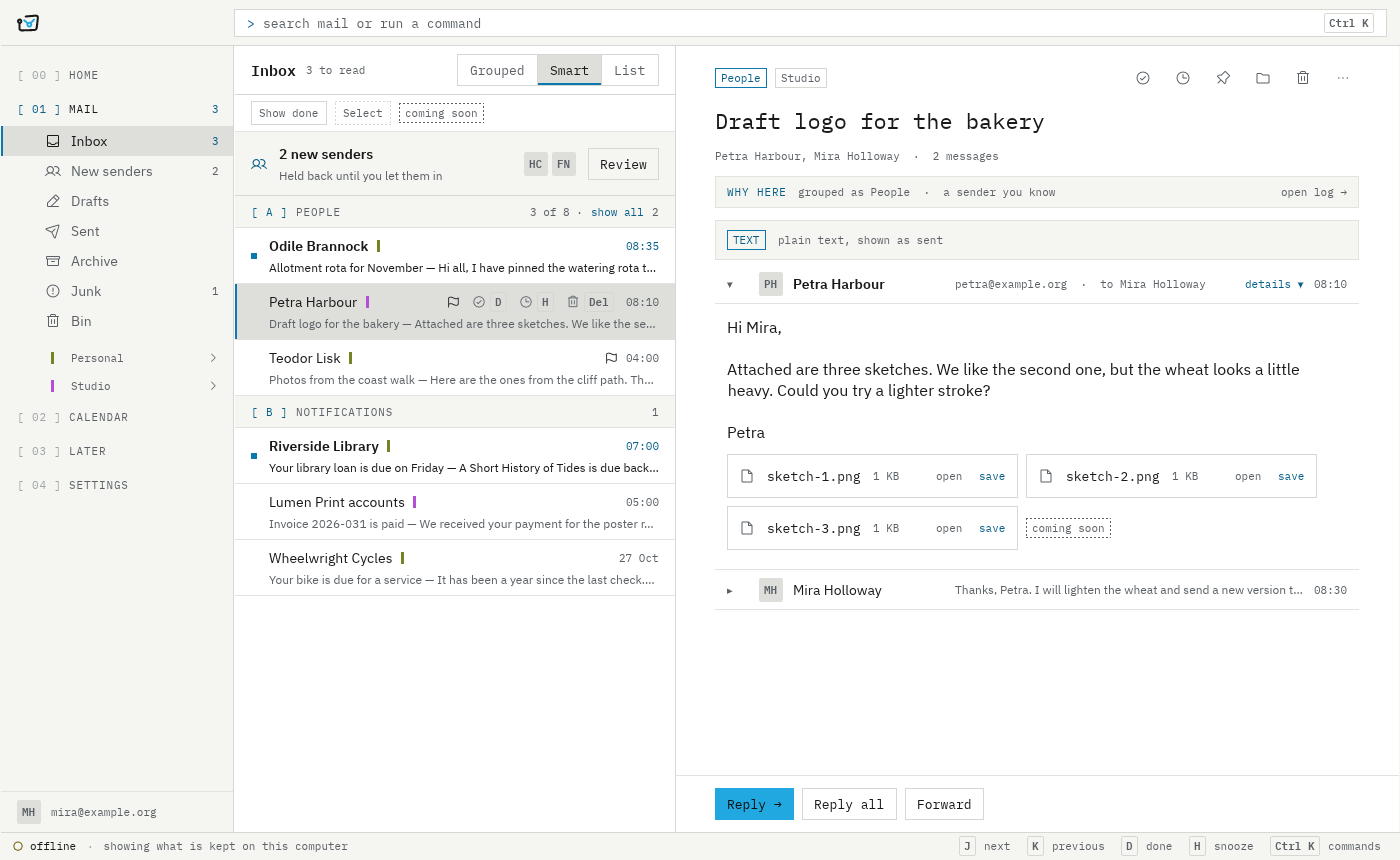 > search mail or run a command Ctrl K
[ 00 ] HOME
[ 01 ] MAIL 3
Inbox 3
New senders 2
Drafts
Sent
Archive
Junk 1
Bin
Personal
Studio
[ 02 ] CALENDAR
[ 03 ] LATER
[ 04 ] SETTINGS
MH mira@example.org
Inbox 3 to read Grouped Smart List
Show done Select coming soon
2 new senders
Held back until you let them in
HC FN Review
[ A ] PEOPLE 3 of 8 · show all 2
Odile Brannock 08:35
Allotment rota for November — Hi all, I have pinned the watering rota t…
Petra Harbour D H Del 08:10
Draft logo for the bakery — Attached are three sketches. We like the se…
Teodor Lisk 04:00
Photos from the coast walk — Here are the ones from the cliff path. Th…
[ B ] NOTIFICATIONS 1
Riverside Library 07:00
Your library loan is due on Friday — A Short History of Tides is due back…
Lumen Print accounts 05:00
Invoice 2026-031 is paid — We received your payment for the poster r…
Wheelwright Cycles 27 Oct
Your bike is due for a service — It has been a year since the last check.…
People Studio
Draft logo for the bakery
Petra Harbour, Mira Holloway · 2 messages
WHY HERE grouped as People · a sender you know open log →
TEXT plain text, shown as sent
▾ PH Petra Harbour petra@example.org · to Mira Holloway details ▾ 08:10
Hi Mira,
Attached are three sketches. We like the second one, but the wheat looks a little
heavy. Could you try a lighter stroke?
Petra
sketch-1.png 1 KB open save
sketch-2.png 1 KB open save
sketch-3.png 1 KB open save
coming soon
▸ MH Mira Holloway Thanks, Petra. I will lighten the wheat and send a new version t… 08:30
Reply → Reply all Forward
offline · showing what is kept on this computer
J next K previous D done H snooze Ctrl K commands